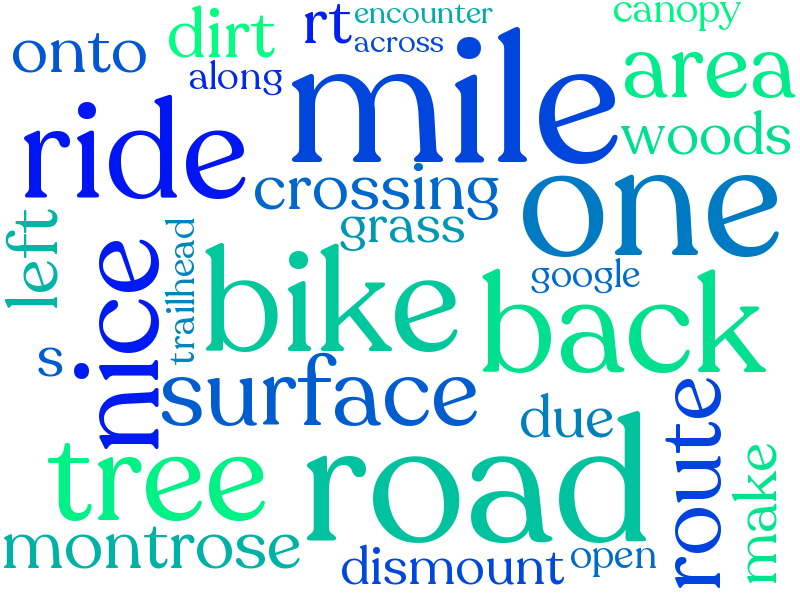 encounter
canopy
rt
dirt
onto
across
area
along
mile
woods
ride
crossing
one
left
grass
trailhead
google
nice
bike
back
s
surface
due
route
tree
road
make
montrose
dismount
open